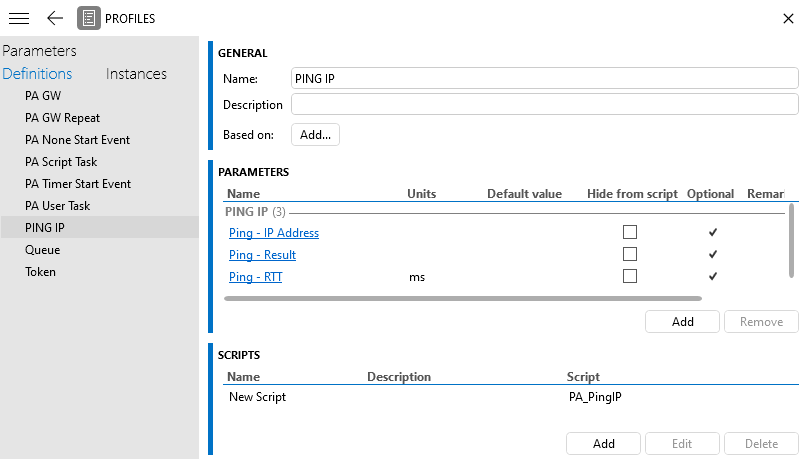 PROFILES
Parameters
Definitions Instances
PA GW
PA GW Repeat
PA None Start Event
PA Script Task
PA Timer Start Event
PA User Task
PING IP
Queue
Token
GENERAL
Name: PING IP
Description
Based on: Add...
PARAMETERS
Name Units Default value Hide from script Optional Remar
PING IP (3)
Ping - IP Address
Ping - Result
Ping - RTT ms
Add Remove
SCRIPTS
Name Description Script
New Script PA_PingIP
Add Edit Delete